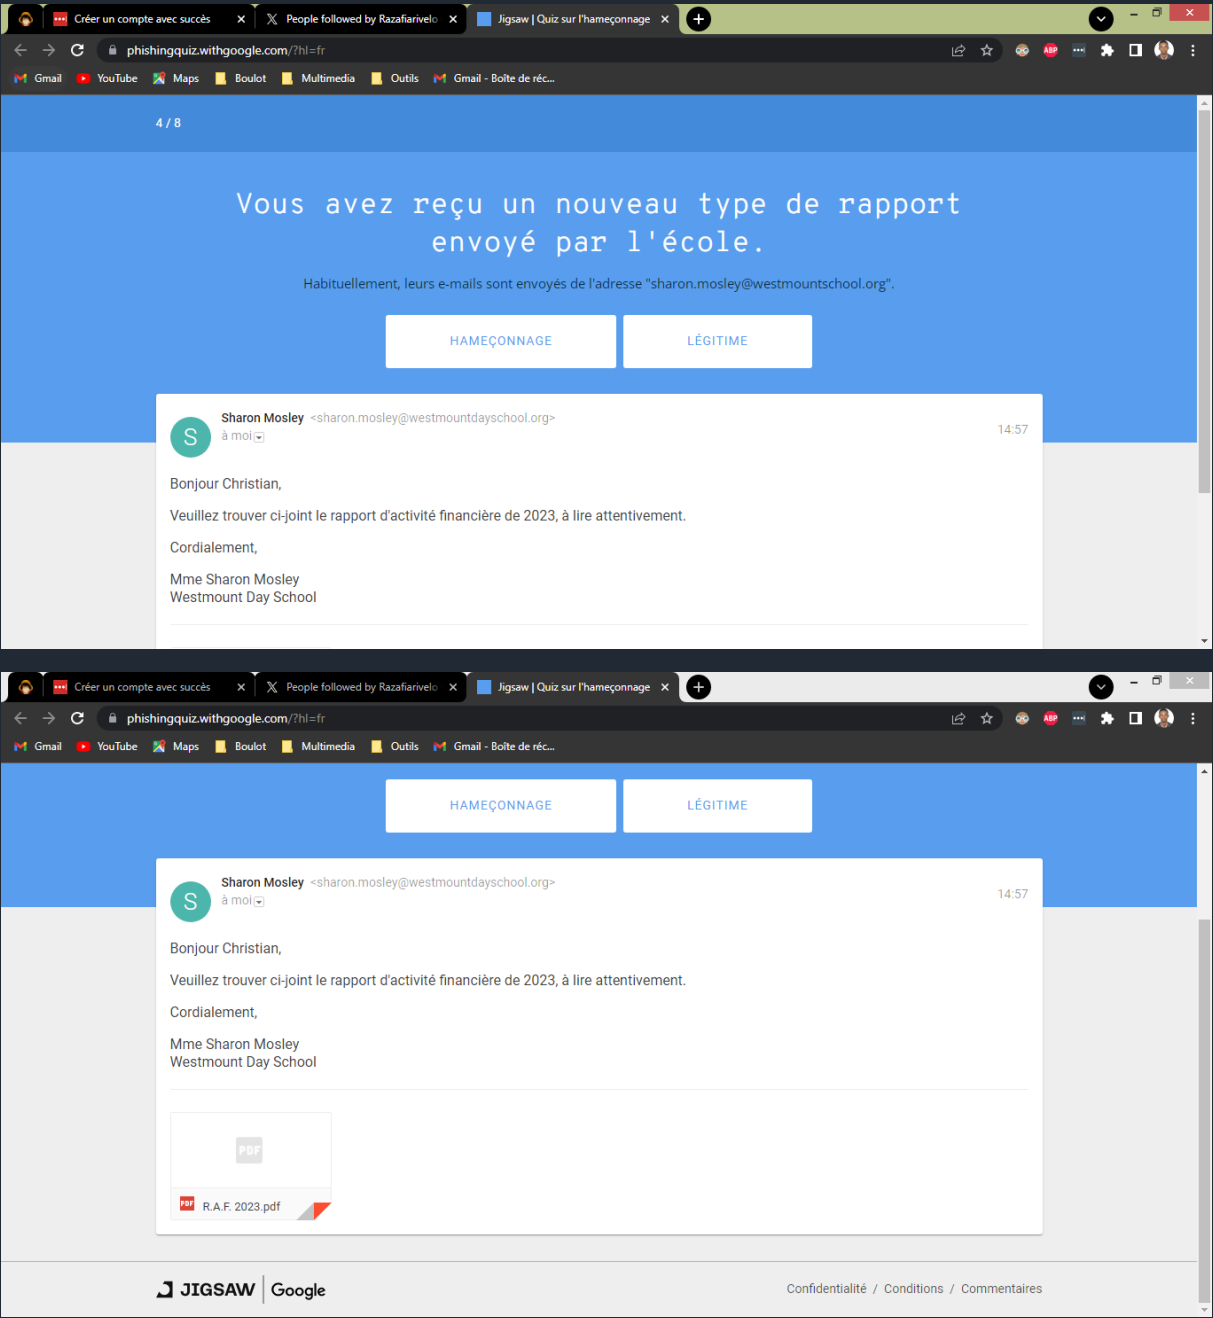 Créer un compte avec succès
People followed by Razafiarivelo
Jigsaw | Quiz sur l'hameçonnage
phishingquiz.withgoogle.com/?hl=fr
ABP
Gmail YouTube Maps Boulot Multimedia Outils Gmail - Boîte de réc...
4 / 8
Vous avez reçu un nouveau type de rapport
envoyé par l'école.
Habituellement, leurs e-mails sont envoyés de l'adresse "sharon.mosley@westmountschool.org".
HAMEÇONNAGE LÉGITIME
S
Sharon Mosley <sharon.mosley@westmountdayschool.org>
à moi
14:57
Bonjour Christian,
Veuillez trouver ci-joint le rapport d'activité financière de 2023, à lire attentivement.
Cordialement,
Mme Sharon Mosley
Westmount Day School
Créer un compte avec succès
People followed by Razafiarivelo
Jigsaw | Quiz sur l'hameçonnage
phishingquiz.withgoogle.com/?hl=fr
ABP
Gmail YouTube Maps Boulot Multimedia Outils Gmail - Boîte de réc...
HAMEÇONNAGE LÉGITIME
S
Sharon Mosley <sharon.mosley@westmountdayschool.org>
à moi
14:57
Bonjour Christian,
Veuillez trouver ci-joint le rapport d'activité financière de 2023, à lire attentivement.
Cordialement,
Mme Sharon Mosley
Westmount Day School
PDF
PDF R.A.F. 2023.pdf
JIGSAW Google
Confidentialité / Conditions / Commentaires